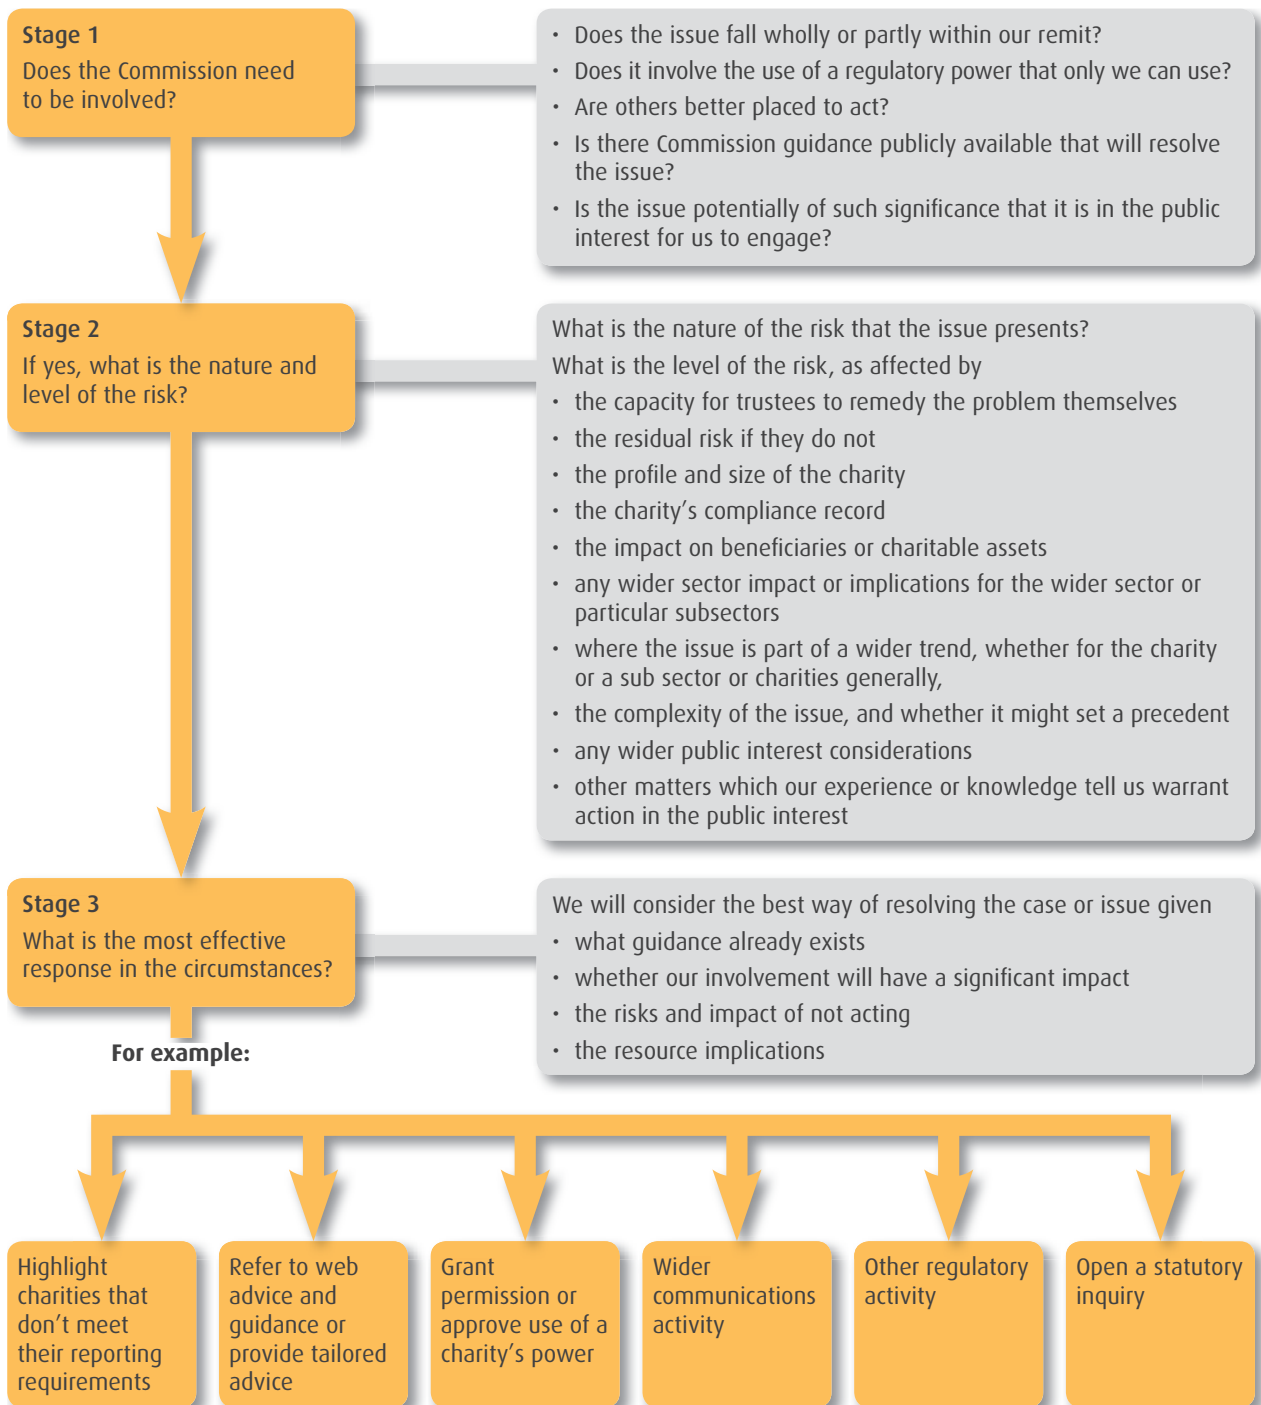 Stage 1
Does the Commission need
to be involved?
• Does the issue fall wholly or partly within our remit?
• Does it involve the use of a regulatory power that only we can use?
• Are others better placed to act?
• Is there Commission guidance publicly available that will resolve
the issue?
• Is the issue potentially of such significance that it is in the public
interest for us to engage?
Stage 2
If yes, what is the nature and
level of the risk?
What is the nature of the risk that the issue presents?
What is the level of the risk, as affected by
• the capacity for trustees to remedy the problem themselves
• the residual risk if they do not
• the profile and size of the charity
• the charity’s compliance record
• the impact on beneficiaries or charitable assets
• any wider sector impact or implications for the wider sector or
particular subsectors
• where the issue is part of a wider trend, whether for the charity
or a sub sector or charities generally,
• the complexity of the issue, and whether it might set a precedent
• any wider public interest considerations
• other matters which our experience or knowledge tell us warrant
action in the public interest
Stage 3
What is the most effective
response in the circumstances?
We will consider the best way of resolving the case or issue given
• what guidance already exists
• whether our involvement will have a significant impact
• the risks and impact of not acting
• the resource implications
For example:
Highlight
charities that
don’t meet
their reporting
requirements
Refer to web
advice and
guidance or
provide tailored
advice
Grant
permission or
approve use of a
charity’s power
Wider
communications
activity
Other regulatory
activity
Open a statutory
inquiry